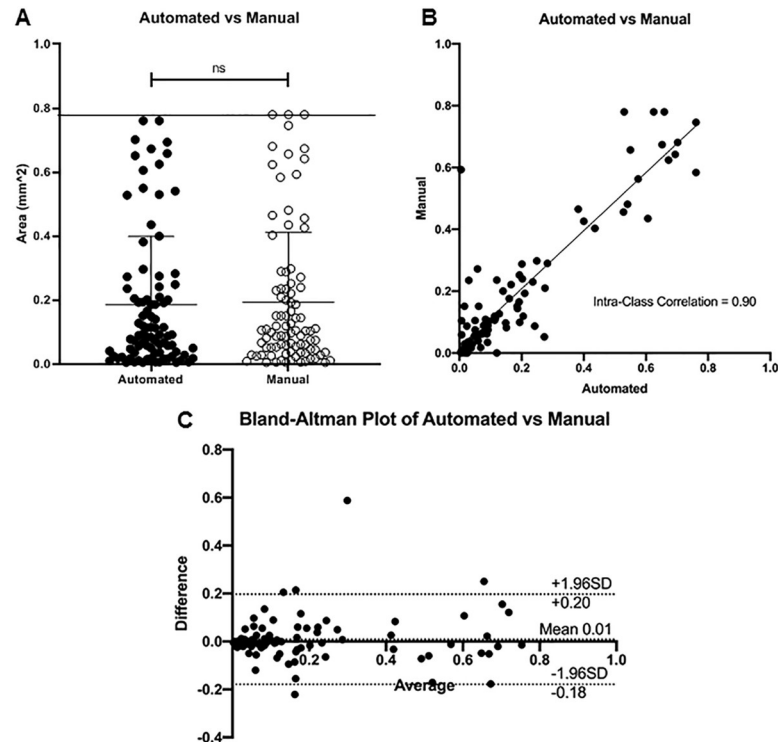 A
Automated vs Manual
1.0
0.8
0.6
0.4
0.2
0.0
Area (mm^2)
ns
Automated
Manual
B
Automated vs Manual
1.0
0.8
0.6
0.4
0.2
0.0
Manual
Intra-Class Correlation = 0.90
0.0
0.2
0.4
0.6
0.8
1.0
Automated
C
Bland-Altman Plot of Automated vs Manual
0.8
0.6
0.4
0.2
0.0
-0.2
-0.4
Difference
+1.96SD
+0.20
Mean 0.01
0.2
0.4
0.6
0.8
1.0
Average
-1.96SD
-0.18